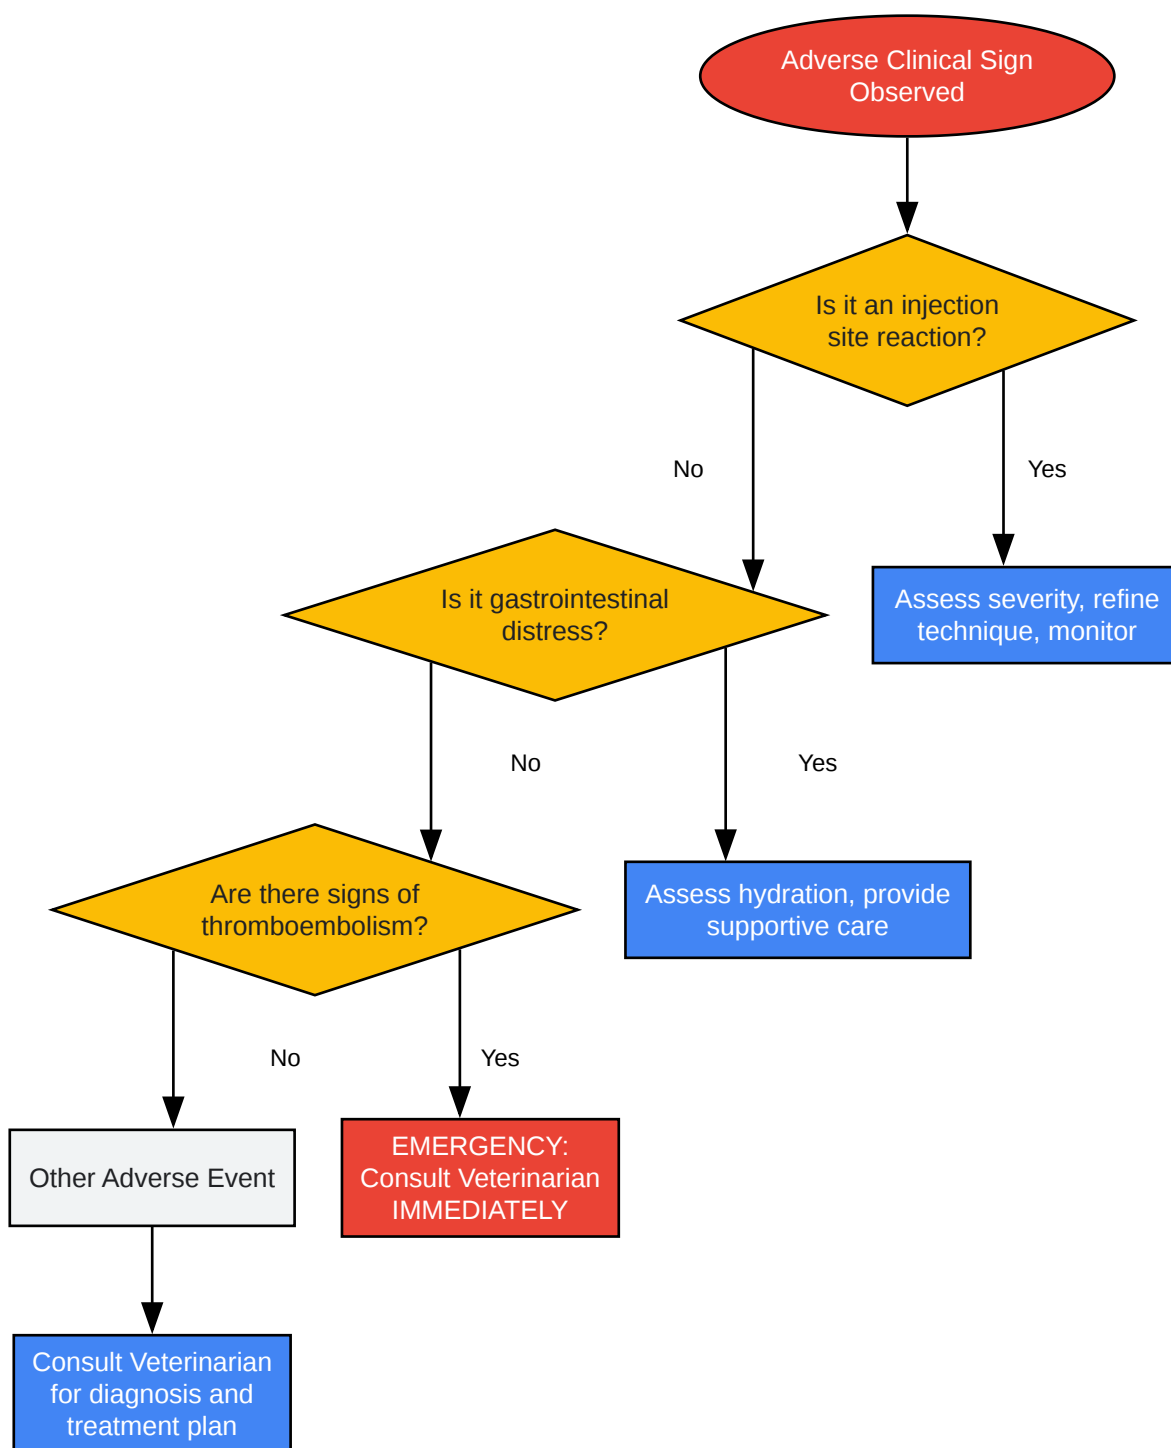 Adverse Clinical Sign
Observed
Is it an injection
site reaction?
No
Yes
Is it gastrointestinal
distress?
Assess severity, refine
technique, monitor
No
Yes
Are there signs of
thromboembolism?
Assess hydration, provide
supportive care
No
Yes
Other Adverse Event
EMERGENCY:
Consult Veterinarian
IMMEDIATELY
Consult Veterinarian
for diagnosis and
treatment plan